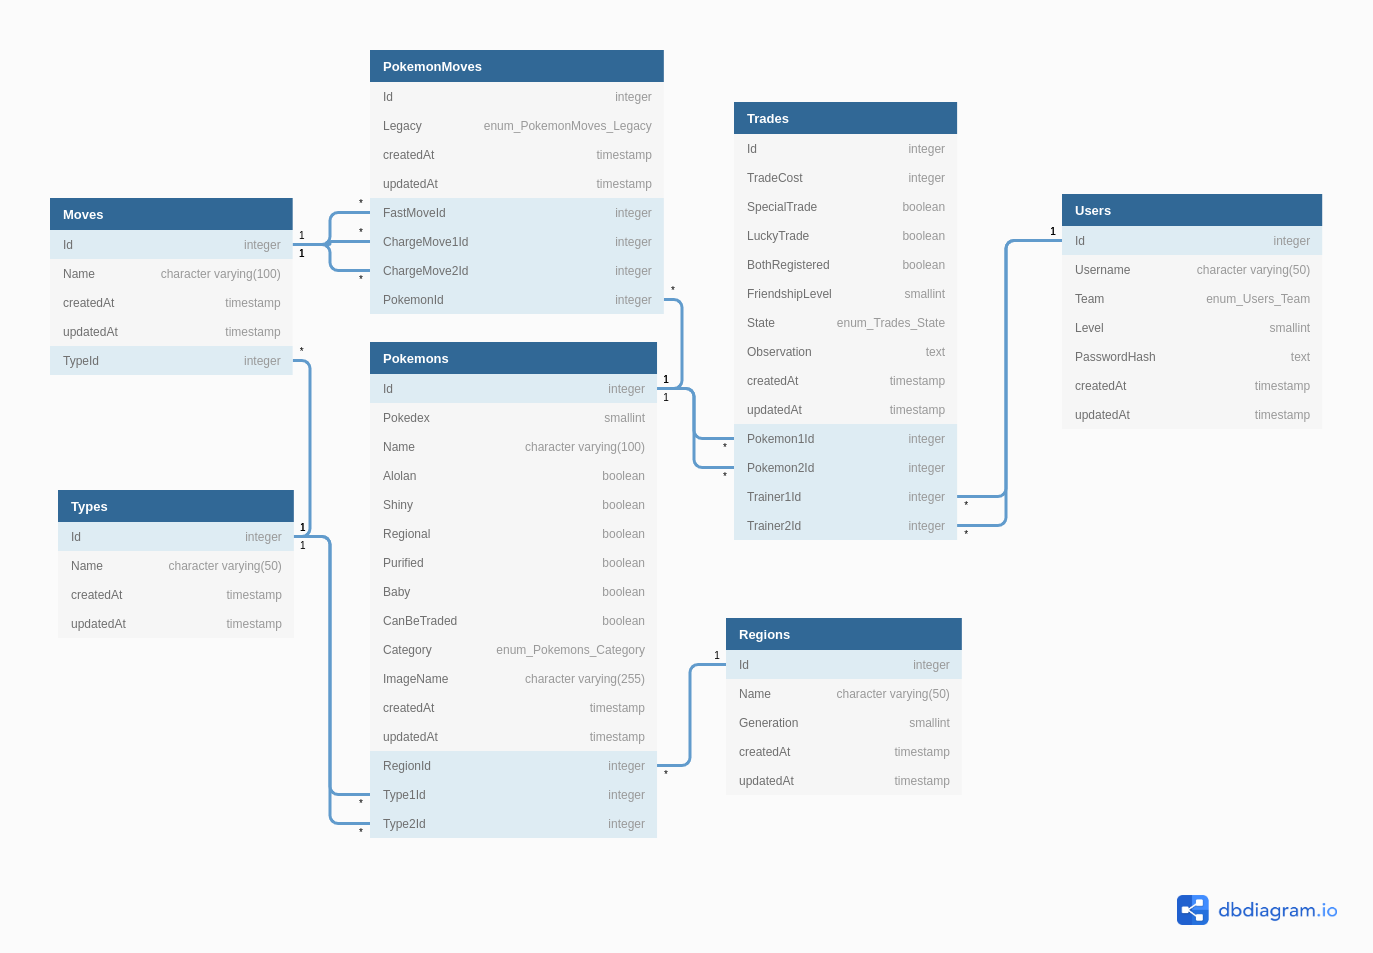 PokemonMoves
Id integer
Legacy enum_PokemonMoves_Legacy
createdAt timestamp
updatedAt timestamp
* FastMoveId integer
* ChargeMove1Id integer
* ChargeMove2Id integer
PokemonId integer *
Moves
Id integer 1
1
Name character varying(100)
createdAt timestamp
updatedAt timestamp
TypeId integer *
Types
Id integer 1
1
Name character varying(50)
createdAt timestamp
updatedAt timestamp
Pokemons
Id integer 1
1
Pokedex smallint
Name character varying(100)
Alolan boolean
Shiny boolean
Regional boolean
Purified boolean
Baby boolean
CanBeTraded boolean
Category enum_Pokemons_Category
ImageName character varying(255)
createdAt timestamp
updatedAt timestamp
RegionId integer *
* Type1Id integer
* Type2Id integer
Trades
Id integer
TradeCost integer
SpecialTrade boolean
LuckyTrade boolean
BothRegistered boolean
FriendshipLevel smallint
State enum_Trades_State
Observation text
createdAt timestamp
updatedAt timestamp
* Pokemon1Id integer
* Pokemon2Id integer
Trainer1Id integer *
Trainer2Id integer *
Regions
1 Id integer
Name character varying(50)
Generation smallint
createdAt timestamp
updatedAt timestamp
Users
1 Id integer
Username character varying(50)
Team enum_Users_Team
Level smallint
PasswordHash text
createdAt timestamp
updatedAt timestamp
dbdiagram.io